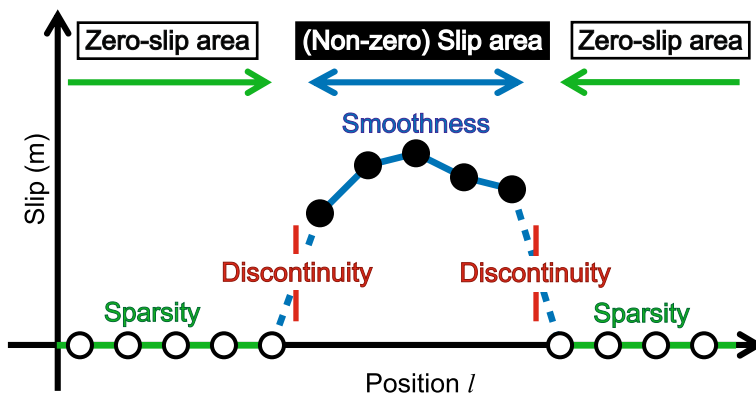 Zero-slip area
(Non-zero) Slip area
Zero-slip area
Smoothness
Slip (m)
Discontinuity
Discontinuity
Sparsity
Sparsity
Position l